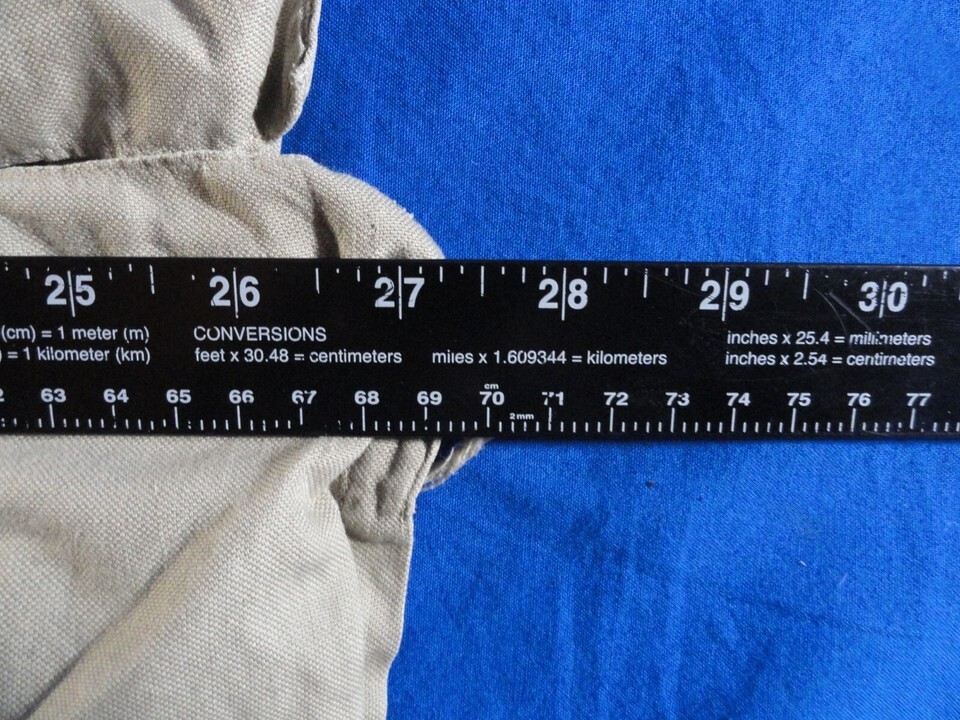 25 26 27 28 29 30
(cm) = 1 meter (m) CONVERSIONS inches x 25.4 = millimeters
) = 1 kilometer (km) feet x 30.48 = centimeters miles x 1.609344 = kilometers inches x 2.54 = centimeters
cm
2 63 64 65 66 67 68 69 70 71 72 73 74 75 76 77
2mm